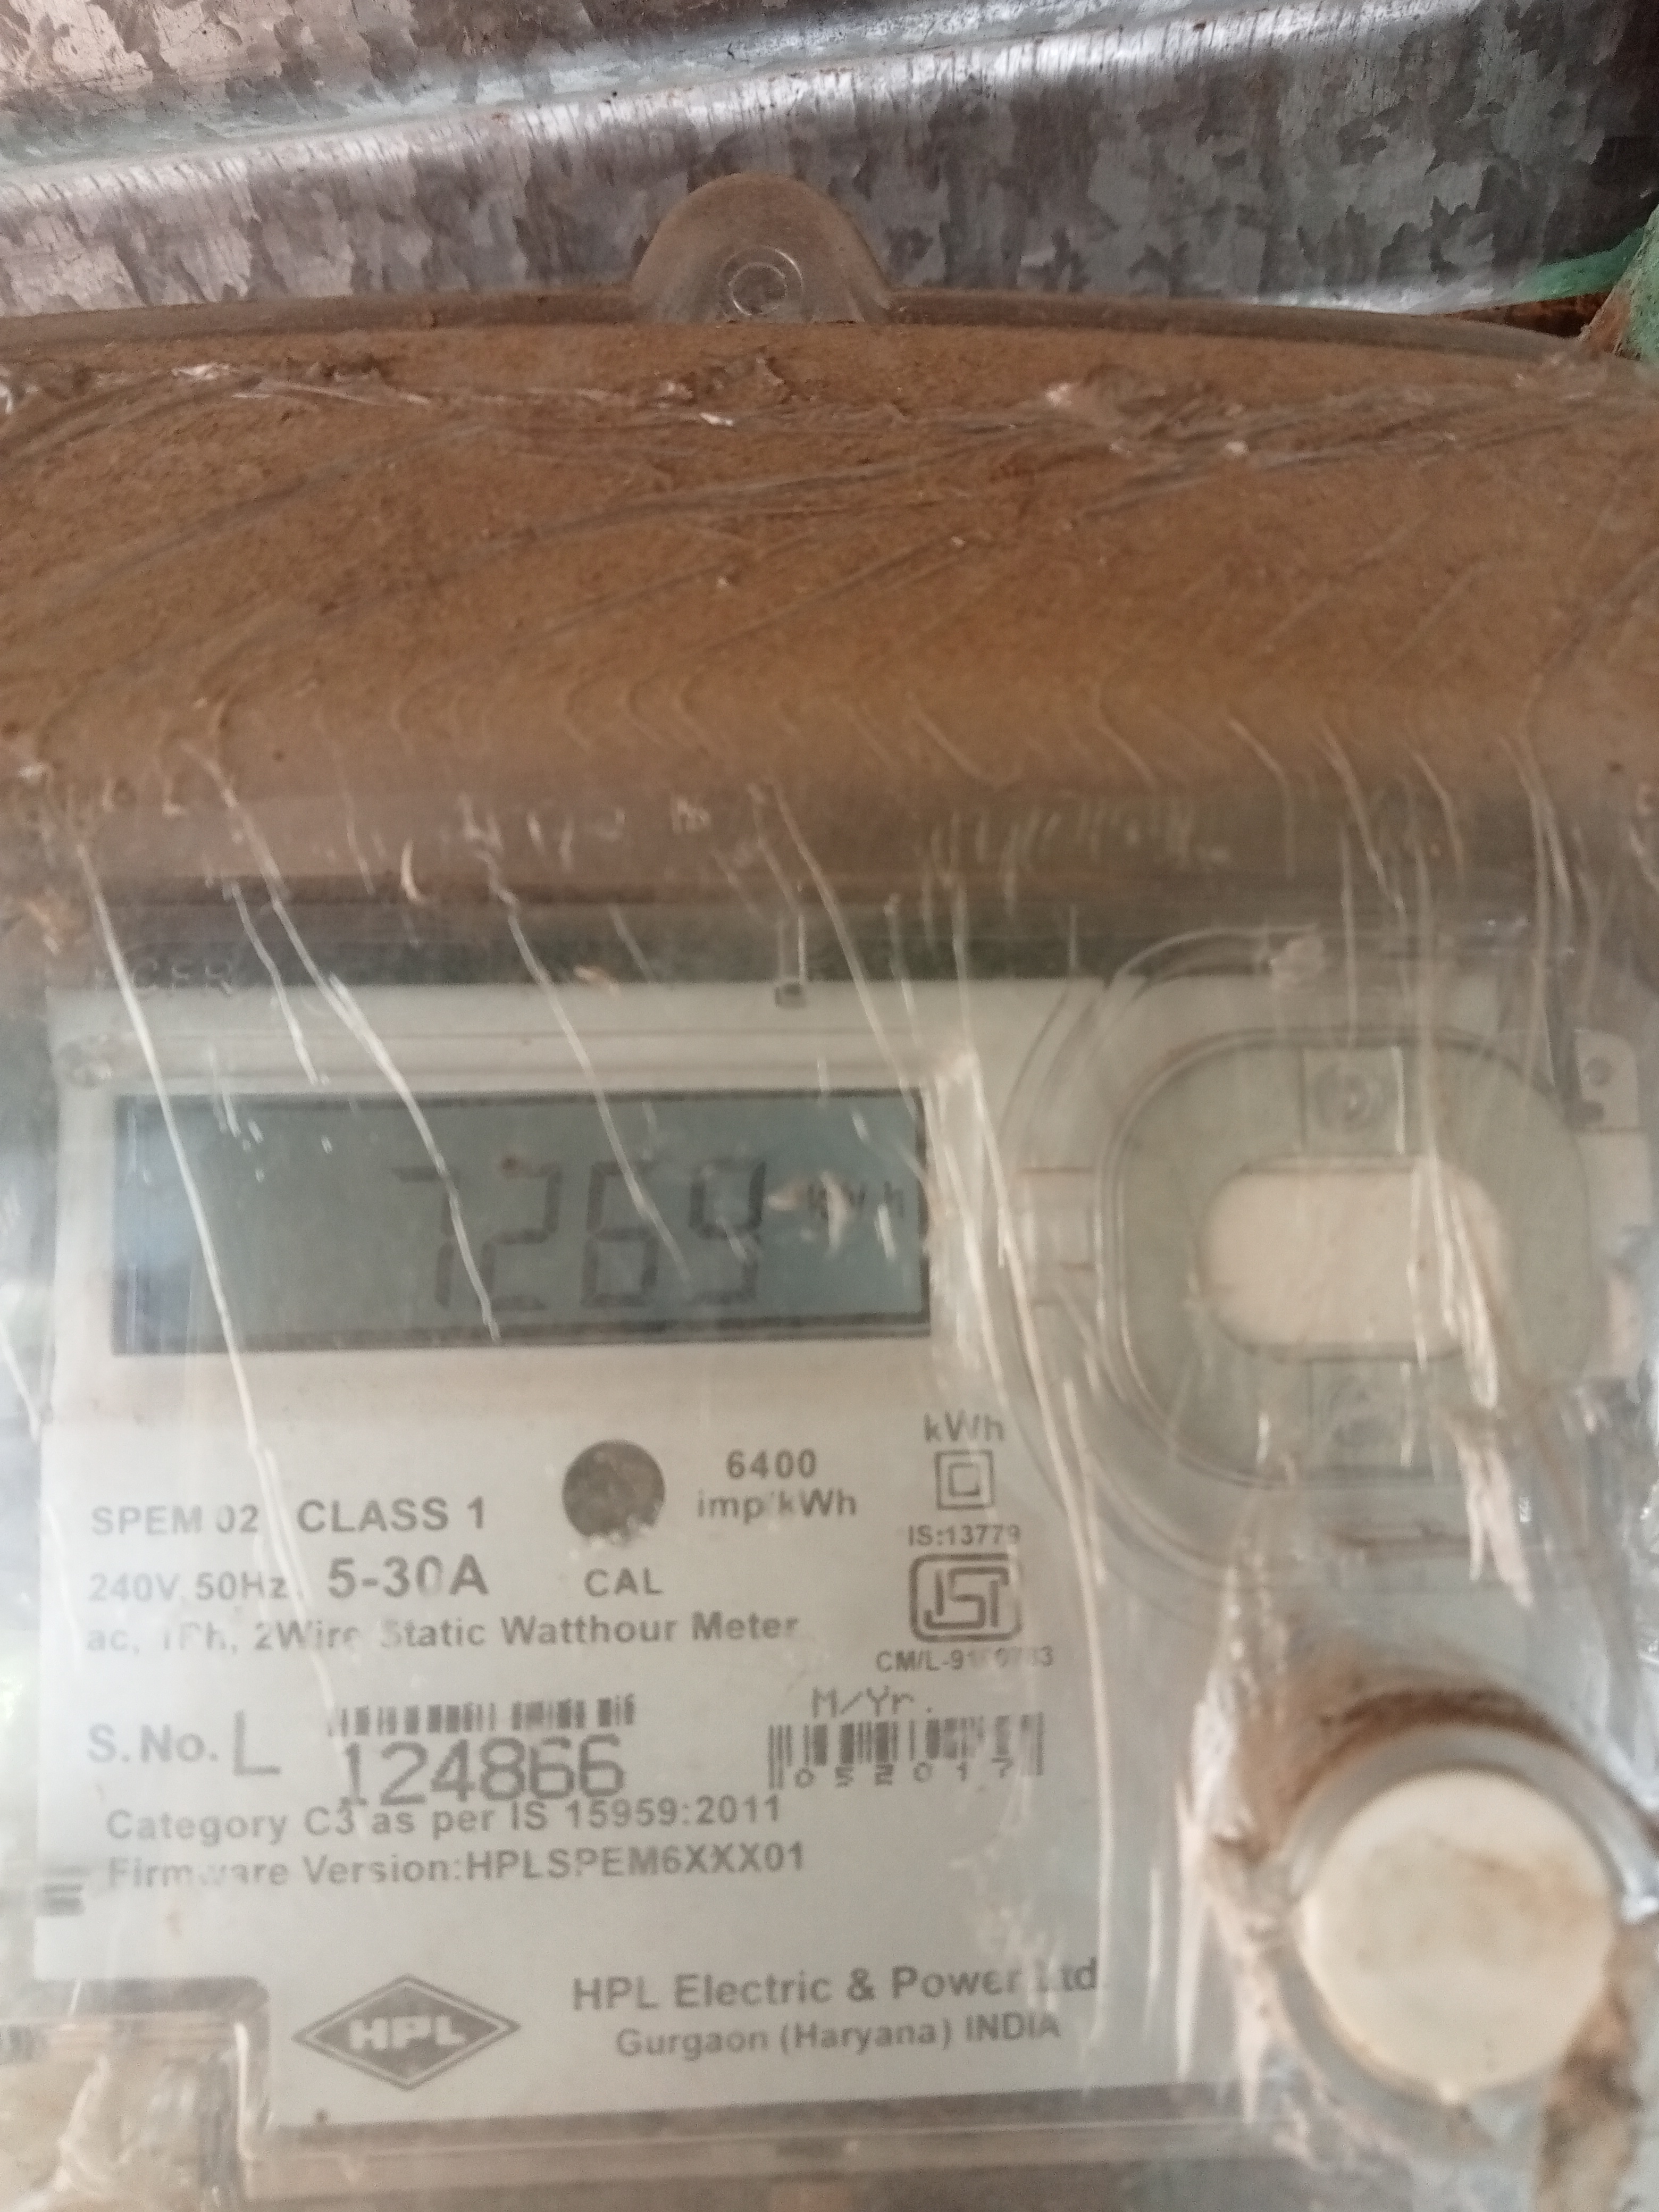 7269 kWh
kWh
6400
imp/kWh
SPEM 02 CLASS 1
IS:13779
240V, 50Hz, 5-30A
CAL
ISI
ac, 1Ph, 2Wire Static Watthour Meter
M/Yr.
S.No. L 124866
052017
Category C3 as per IS 15959:2011
Firmware Version:HPLSPEM6XXX01
HPL
HPL Electric & Power Ltd
Gurgaon (Haryana) INDIA